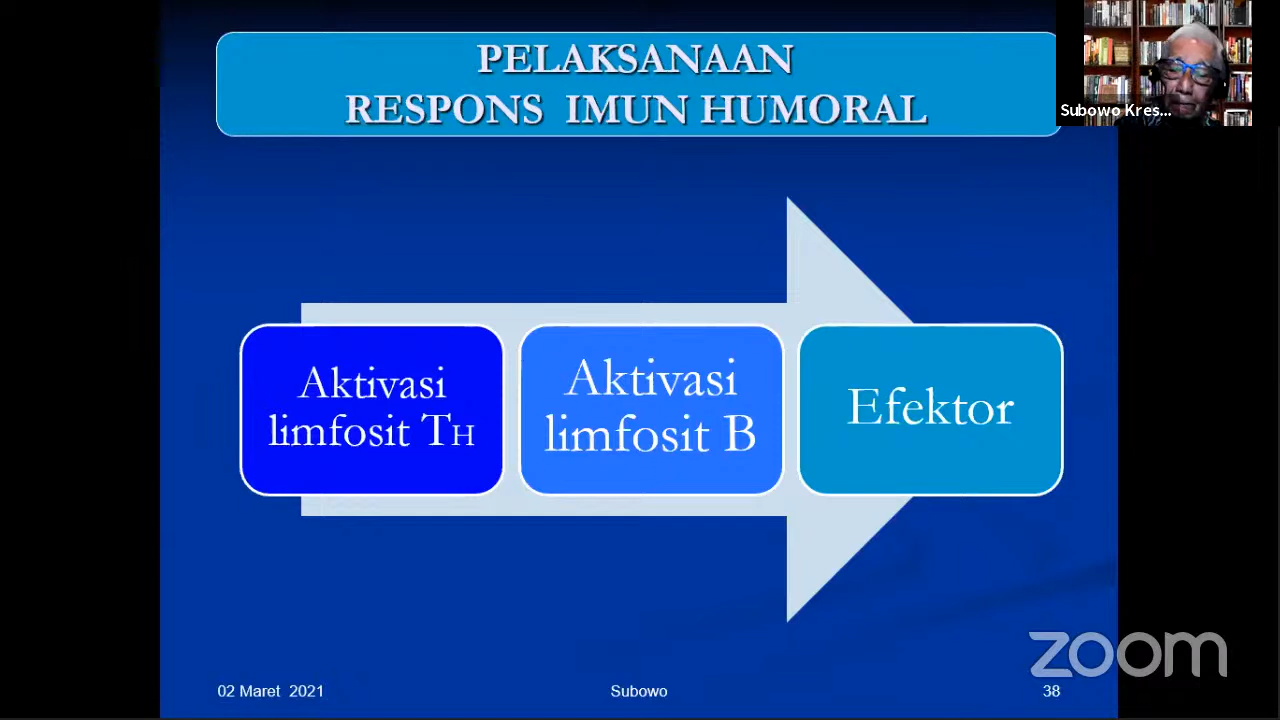 PELAKSANAAN
RESPONS IMUN HUMORAL
Subowo Kres...
Aktivasi
limfosit TH
Aktivasi
limfosit B
Efektor
zoom
02 Maret 2021
Subowo
38